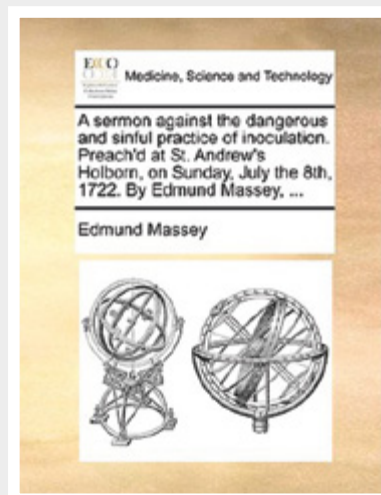 ECCO
Medicine, Science and Technology
A sermon against the dangerous
and sinful practice of inoculation.
Preach'd at St. Andrew's
Holborn, on Sunday, July the 8th,
1722. By Edmund Massey, ...
Edmund Massey